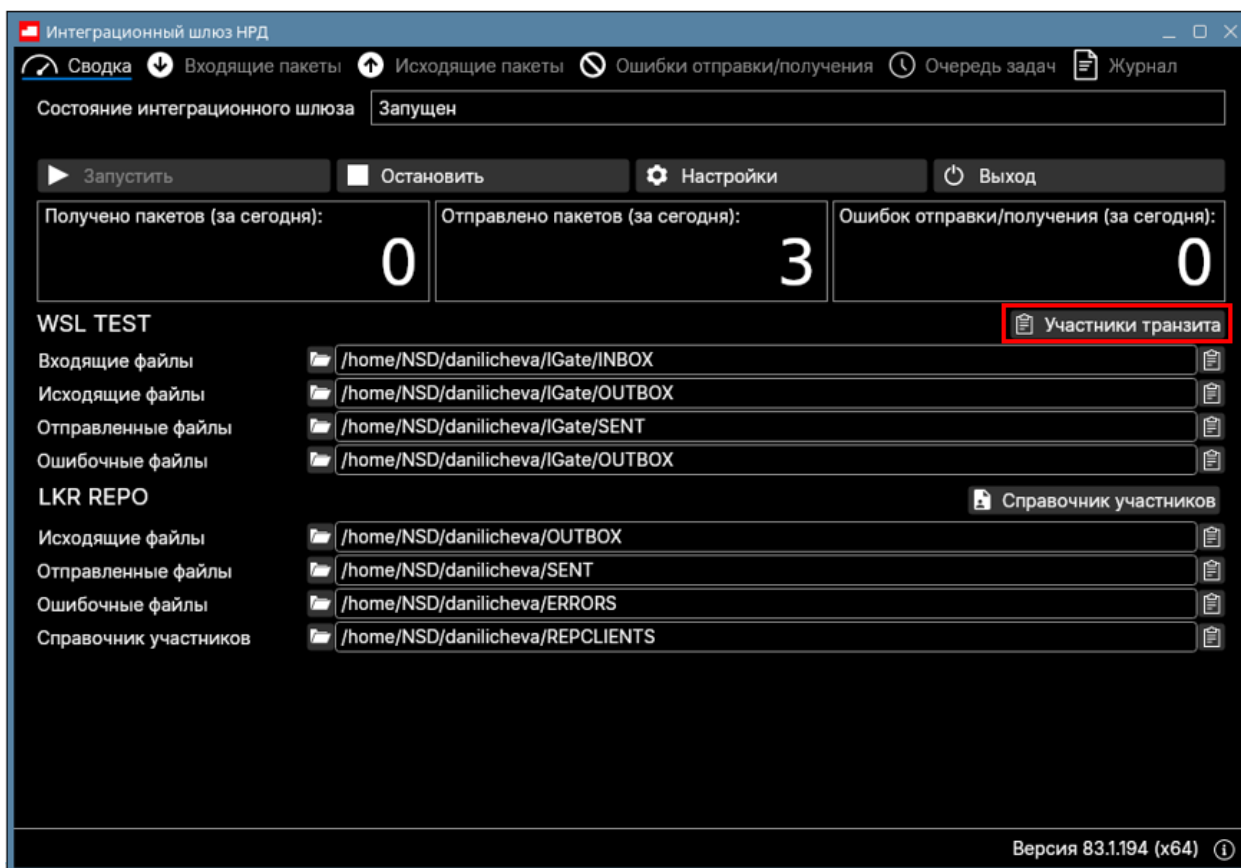 Интеграционный шлюз НРД
Сводка Входящие пакеты Исходящие пакеты Ошибки отправки/получения Очередь задач Журнал
Состояние интеграционного шлюза Запущен
Запустить Остановить Настройки Выход
Получено пакетов (за сегодня): Отправлено пакетов (за сегодня): Ошибок отправки/получения (за сегодня):
0 3 0
WSL TEST Участники транзита
Входящие файлы /home/NSD/danilicheva/IGate/INBOX
Исходящие файлы /home/NSD/danilicheva/IGate/OUTBOX
Отправленные файлы /home/NSD/danilicheva/IGate/SENT
Ошибочные файлы /home/NSD/danilicheva/IGate/OUTBOX
LKR REPO Справочник участников
Исходящие файлы /home/NSD/danilicheva/OUTBOX
Отправленные файлы /home/NSD/danilicheva/SENT
Ошибочные файлы /home/NSD/danilicheva/ERRORS
Справочник участников /home/NSD/danilicheva/REPCLIENTS
Версия 83.1.194 (x64)